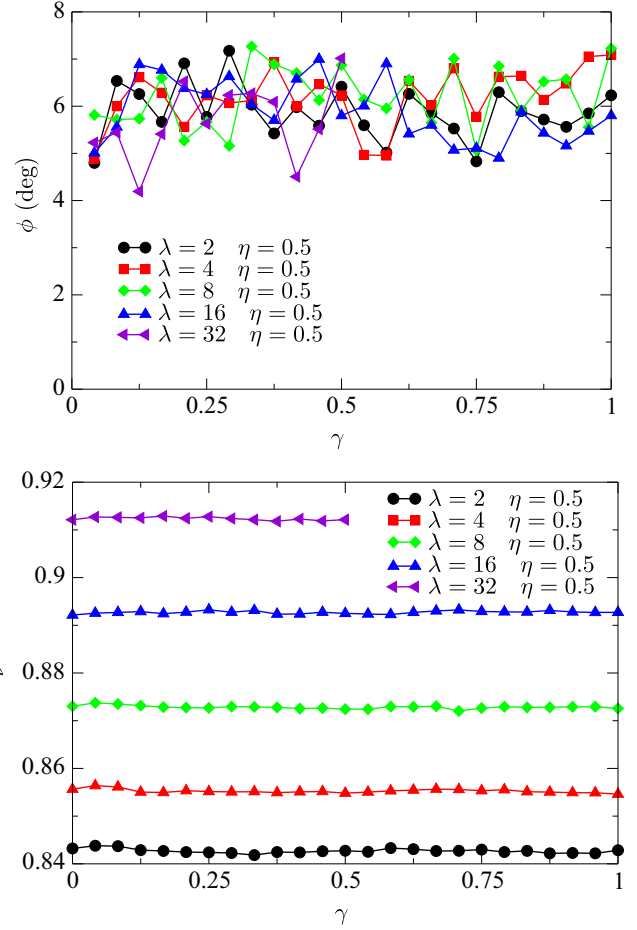 8
6
4
2
0
ϕ (deg)
λ = 2 η = 0.5
λ = 4 η = 0.5
λ = 8 η = 0.5
λ = 16 η = 0.5
λ = 32 η = 0.5
0 0.25 0.5 0.75 1
γ
0.92
0.9
0.88
0.86
0.84
λ = 2 η = 0.5
λ = 4 η = 0.5
λ = 8 η = 0.5
λ = 16 η = 0.5
λ = 32 η = 0.5
0 0.25 0.5 0.75 1
γ